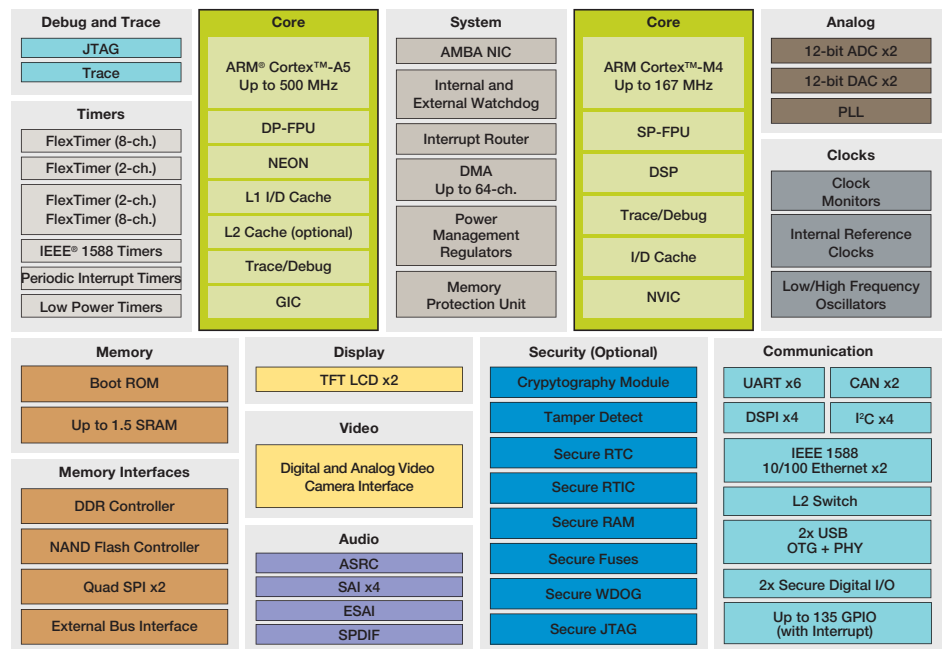 Debug and Trace
JTAG
Trace
Timers
FlexTimer (8-ch.)
FlexTimer (2-ch.)
FlexTimer (2-ch.)
FlexTimer (8-ch.)
IEEE® 1588 Timers
Periodic Interrupt Timers
Low Power Timers
Core
ARM® Cortex™-A5
Up to 500 MHz
DP-FPU
NEON
L1 I/D Cache
L2 Cache (optional)
Trace/Debug
GIC
System
AMBA NIC
Internal and
External Watchdog
Interrupt Router
DMA
Up to 64-ch.
Power
Management
Regulators
Memory
Protection Unit
Core
ARM Cortex™-M4
Up to 167 MHz
SP-FPU
DSP
Trace/Debug
I/D Cache
NVIC
Analog
12-bit ADC x2
12-bit DAC x2
PLL
Clocks
Clock
Monitors
Internal Reference
Clocks
Low/High Frequency
Oscillators
Memory
Boot ROM
Up to 1.5 SRAM
Memory Interfaces
DDR Controller
NAND Flash Controller
Quad SPI x2
External Bus Interface
Display
TFT LCD x2
Video
Digital and Analog Video
Camera Interface
Audio
ASRC
SAI x4
ESAI
SPDIF
Security (Optional)
Crypytography Module
Tamper Detect
Secure RTC
Secure RTIC
Secure RAM
Secure Fuses
Secure WDOG
Secure JTAG
Communication
UART x6
CAN x2
DSPI x4
I²C x4
IEEE 1588
10/100 Ethernet x2
L2 Switch
2x USB
OTG + PHY
2x Secure Digital I/O
Up to 135 GPIO
(with Interrupt)